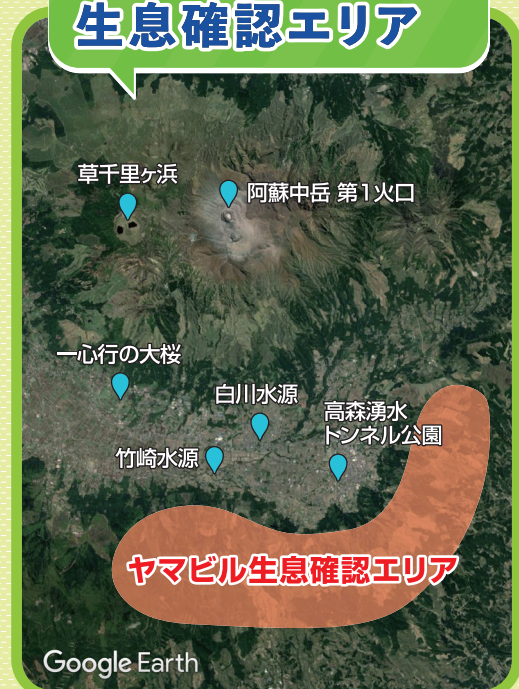 生息確認エリア
草千里ヶ浜
阿蘇中岳 第1火口
一心行の大桜
白川水源
高森湧水
トンネル公園
竹崎水源
ヤマビル生息確認エリア
Google Earth